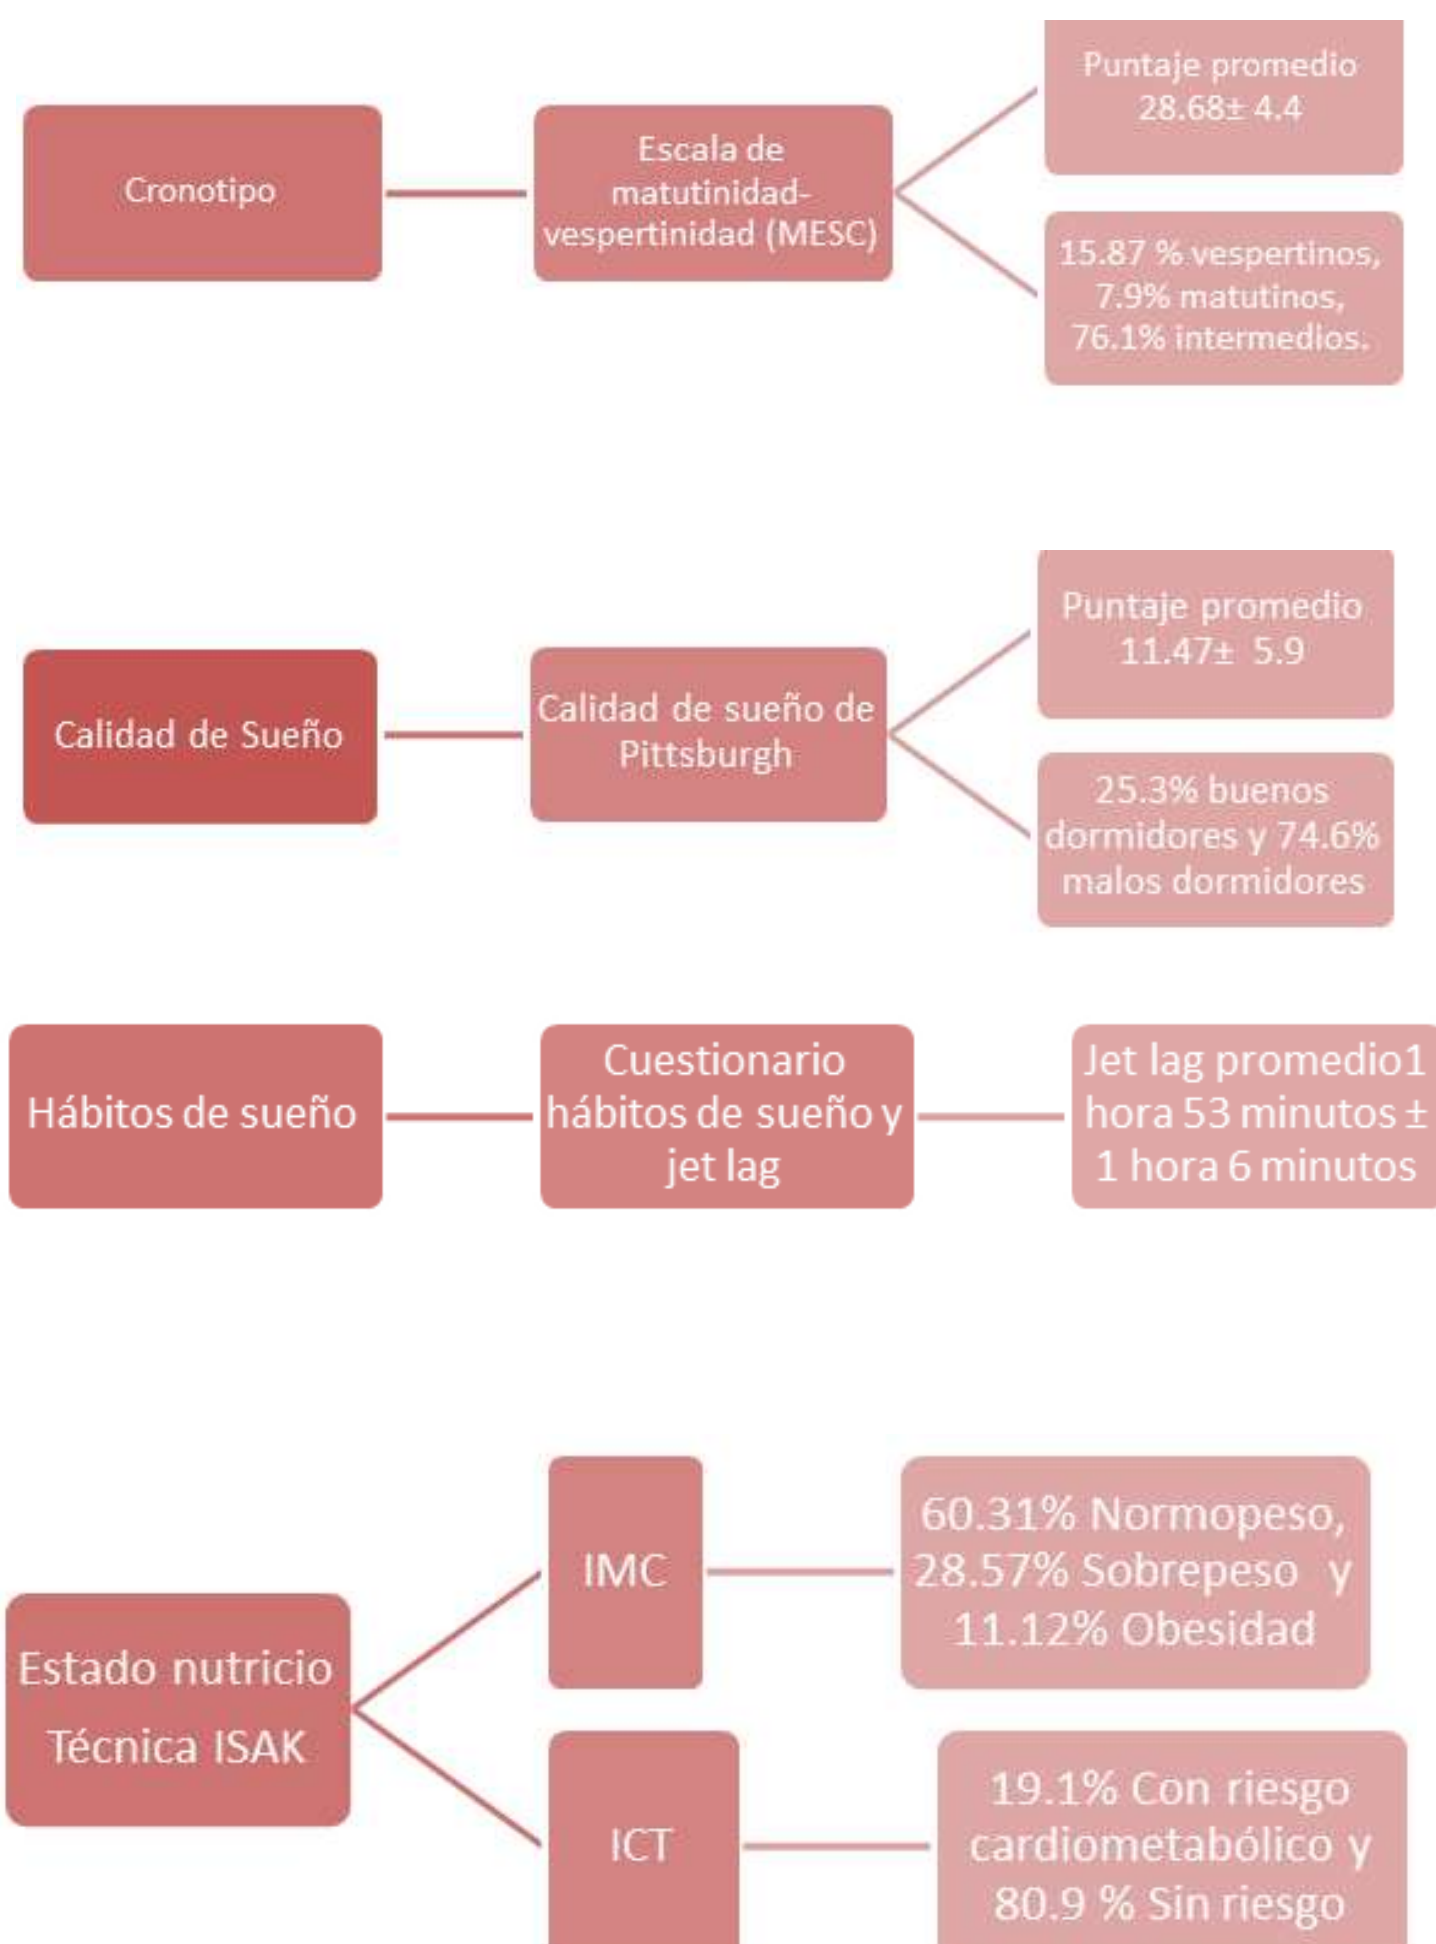 Cronotipo
Escala de
matutinidad-
vespertinidad (MESC)
Puntaje promedio
28.68± 4.4
15.87 % vespertinos,
7.9% matutinos,
76.1% intermedios.
Calidad de Sueño
Calidad de sueño de
Pittsburgh
Puntaje promedio
11.47± 5.9
25.3% buenos
dormidores y 74.6%
malos dormidores
Hábitos de sueño
Cuestionario
hábitos de sueño y
jet lag
Jet lag promedio1
hora 53 minutos ±
1 hora 6 minutos
Estado nutricio
Técnica ISAK
IMC
60.31% Normopeso,
28.57% Sobrepeso y
11.12% Obesidad
ICT
19.1% Con riesgo
cardiometabólico y
80.9 % Sin riesgo